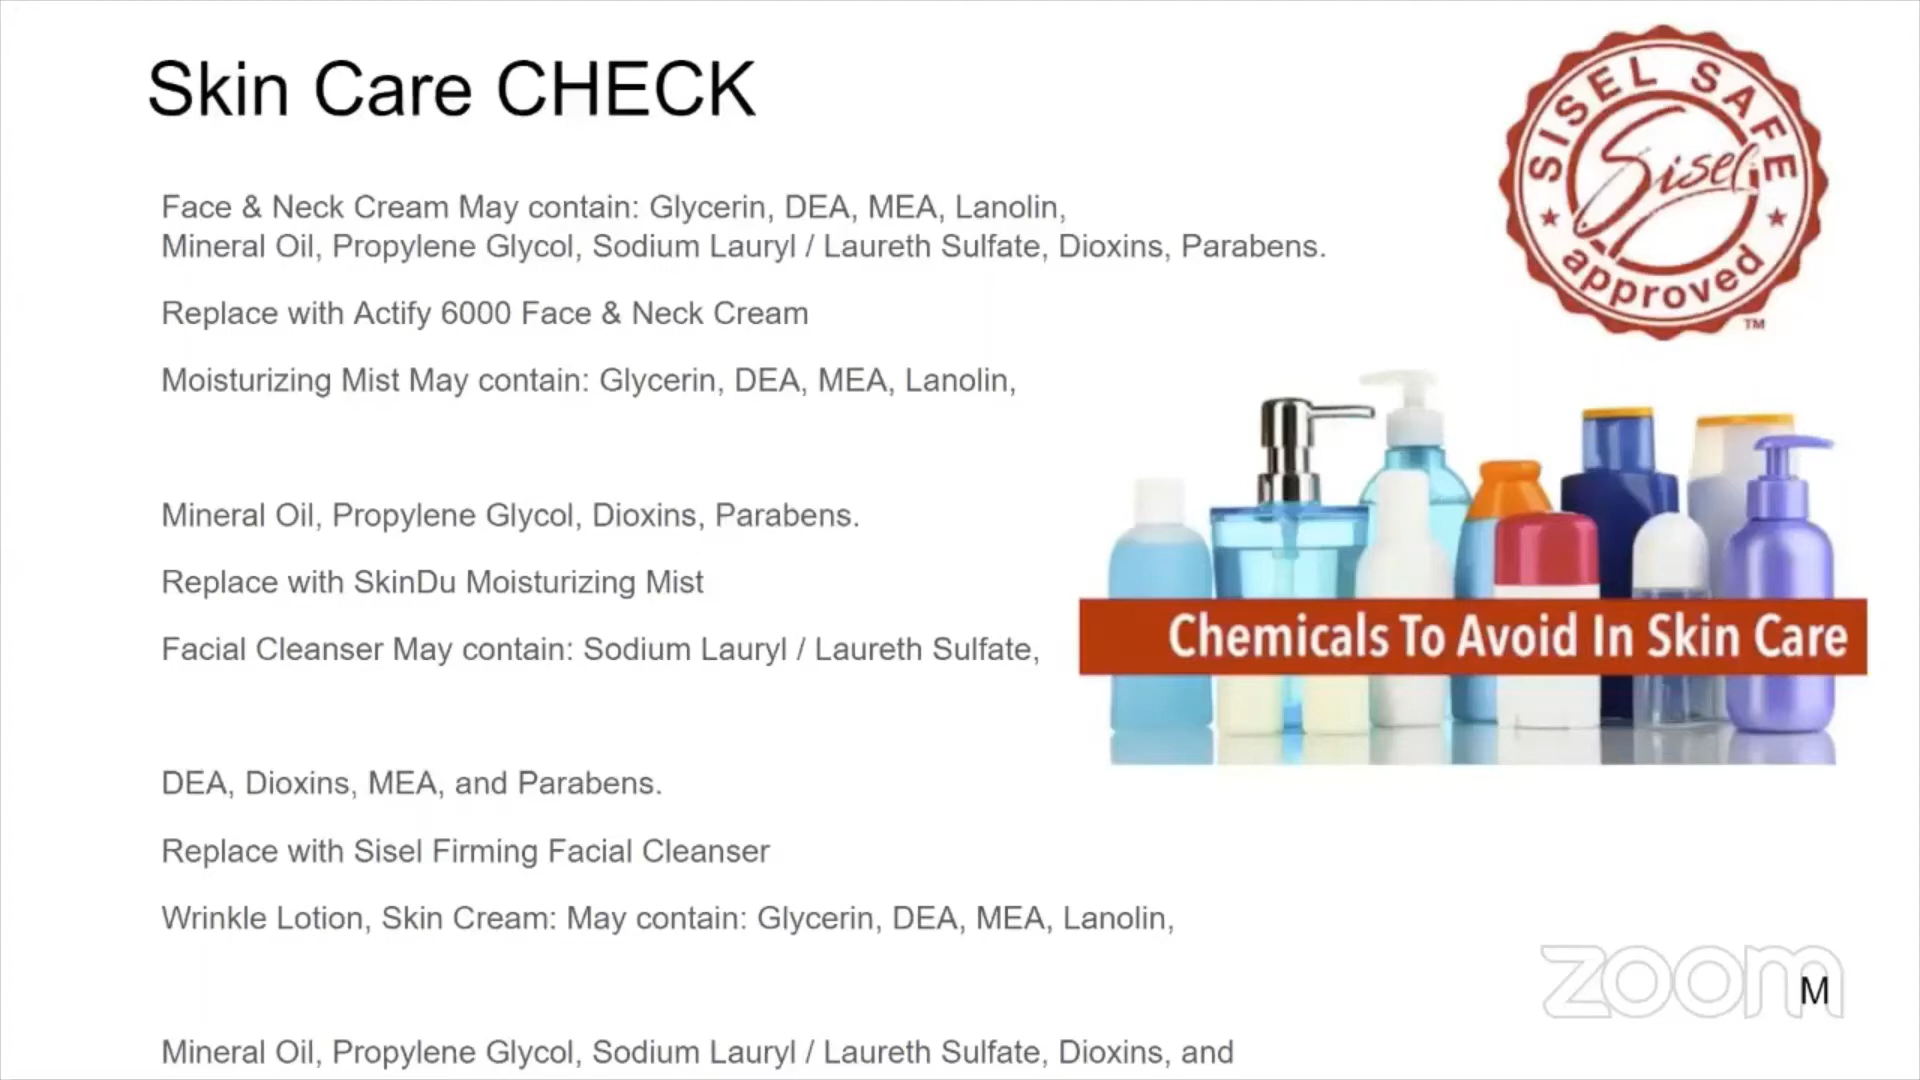 Skin Care CHECK
SISEL SAFE
Sisel
approved
TM
Face & Neck Cream May contain: Glycerin, DEA, MEA, Lanolin,
Mineral Oil, Propylene Glycol, Sodium Lauryl / Laureth Sulfate, Dioxins, Parabens.
Replace with Actify 6000 Face & Neck Cream
Moisturizing Mist May contain: Glycerin, DEA, MEA, Lanolin,
Mineral Oil, Propylene Glycol, Dioxins, Parabens.
Replace with SkinDu Moisturizing Mist
Facial Cleanser May contain: Sodium Lauryl / Laureth Sulfate,
Chemicals To Avoid In Skin Care
DEA, Dioxins, MEA, and Parabens.
Replace with Sisel Firming Facial Cleanser
Wrinkle Lotion, Skin Cream: May contain: Glycerin, DEA, MEA, Lanolin,
zoom
M
Mineral Oil, Propylene Glycol, Sodium Lauryl / Laureth Sulfate, Dioxins, and